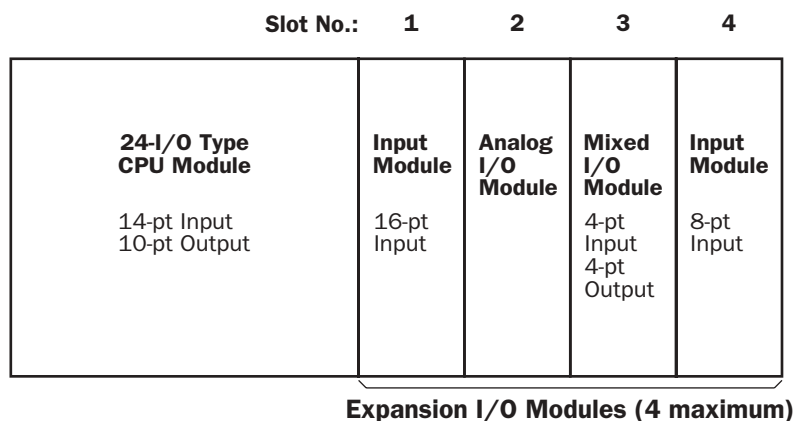 Slot No.: 1 2 3 4
24-I/O Type
CPU Module
14-pt Input
10-pt Output
Input
Module
16-pt
Input
Analog
I/O
Module
Mixed
I/O
Module
4-pt
Input
4-pt
Output
Input
Module
8-pt
Input
Expansion I/O Modules (4 maximum)